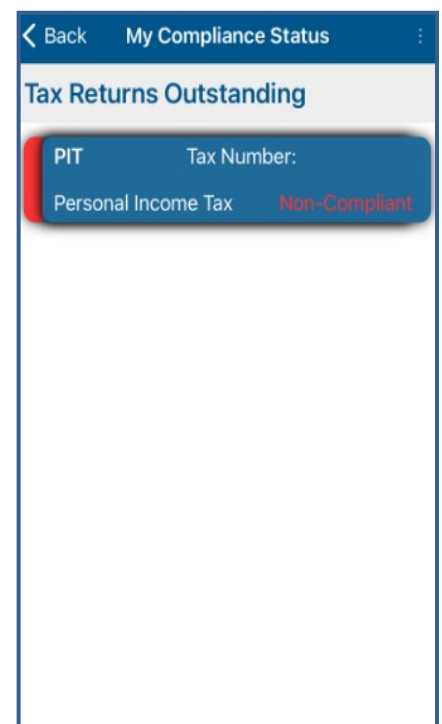 Back My Compliance Status
Tax Returns Outstanding
PIT Tax Number:
Personal Income Tax Non-Compliant